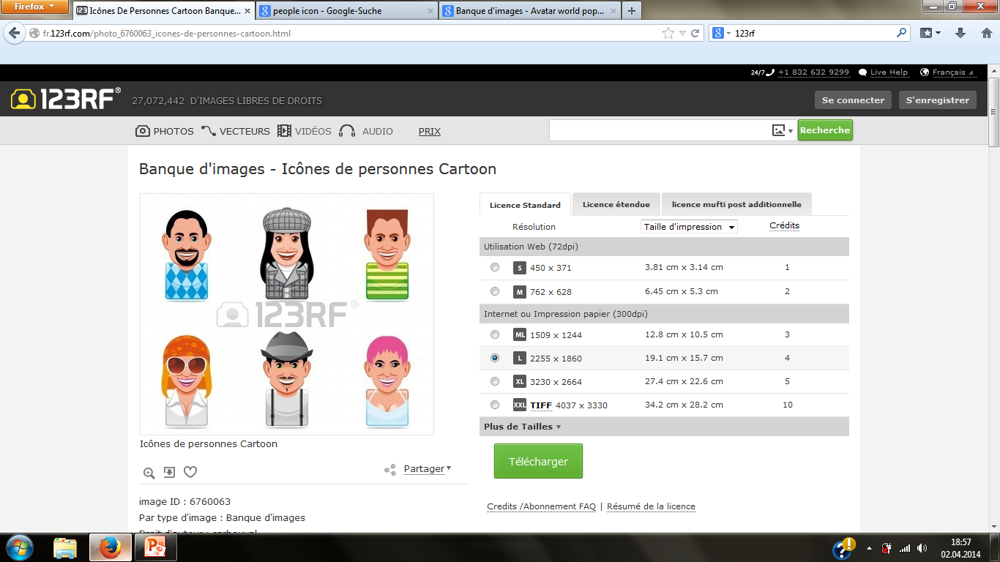 Firefox
Icônes De Personnes Cartoon Banque...
people icon - Google-Suche
Banque d'images - Avatar world pop...
fr.123rf.com/photo_6760063_icones-de-personnes-cartoon.html
123rf
24/7 +1 832 632 9299 Live Help Français
123RF® 27,072,442 D'IMAGES LIBRES DE DROITS Se connecter S'enregistrer
PHOTOS VECTEURS VIDÉOS AUDIO PRIX Recherche
Banque d'images - Icônes de personnes Cartoon
123RF
Icônes de personnes Cartoon
Partager
image ID : 6760063
Par type d'image : Banque d'images
Droit d'auteur : carbouval
Licence Standard Licence étendue licence mufti post additionnelle
Résolution Taille d'impression Crédits
Utilisation Web (72dpi)
S 450 x 371 3.81 cm x 3.14 cm 1
M 762 x 628 6.45 cm x 5.3 cm 2
Internet ou Impression papier (300dpi)
ML 1509 x 1244 12.8 cm x 10.5 cm 3
L 2255 x 1860 19.1 cm x 15.7 cm 4
XL 3230 x 2664 27.4 cm x 22.6 cm 5
XXL TIFF 4037 x 3330 34.2 cm x 28.2 cm 10
Plus de Tailles
Télécharger
Credits /Abonnement FAQ | Résumé de la licence
18:57
02.04.2014